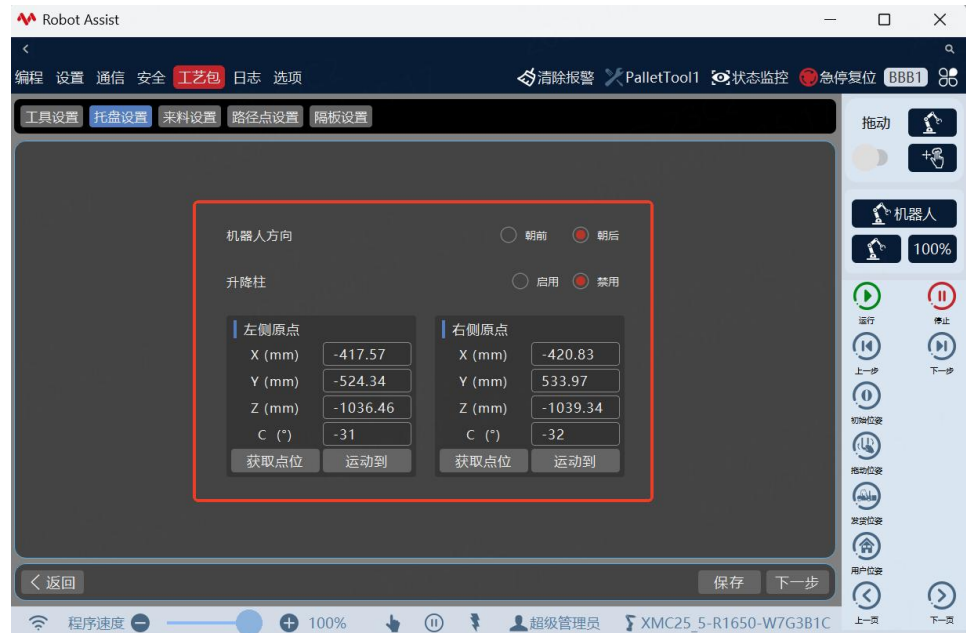 Robot Assist
编程 设置 通信 安全 工艺包 日志 选项 清除报警 PalletTool1 状态监控 急停复位 BBB1
工具设置 托盘设置 来料设置 路径点设置 隔板设置
拖动
机器人
100%
机器人方向 朝前 朝后
升降柱 启用 禁用
左侧原点
X (mm) -417.57
Y (mm) -524.34
Z (mm) -1036.46
C (°) -31
获取点位 运动到
右侧原点
X (mm) -420.83
Y (mm) 533.97
Z (mm) -1039.34
C (°) -32
获取点位 运动到
运行 停止
上一步 下一步
初始位姿
拖动位姿
发货位姿
用户位姿
上一页 下一页
返回 保存 下一步
程序速度 100% 超级管理员 XMC25_5-R1650-W7G3B1C